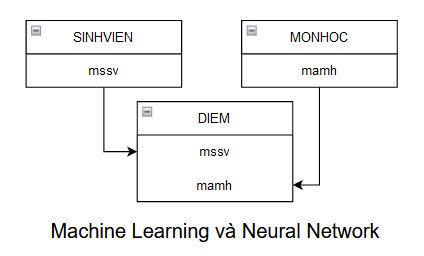 SINHVIEN
mssv
MONHOC
mamh
DIEM
mssv
mamh
Machine Learning và Neural Network